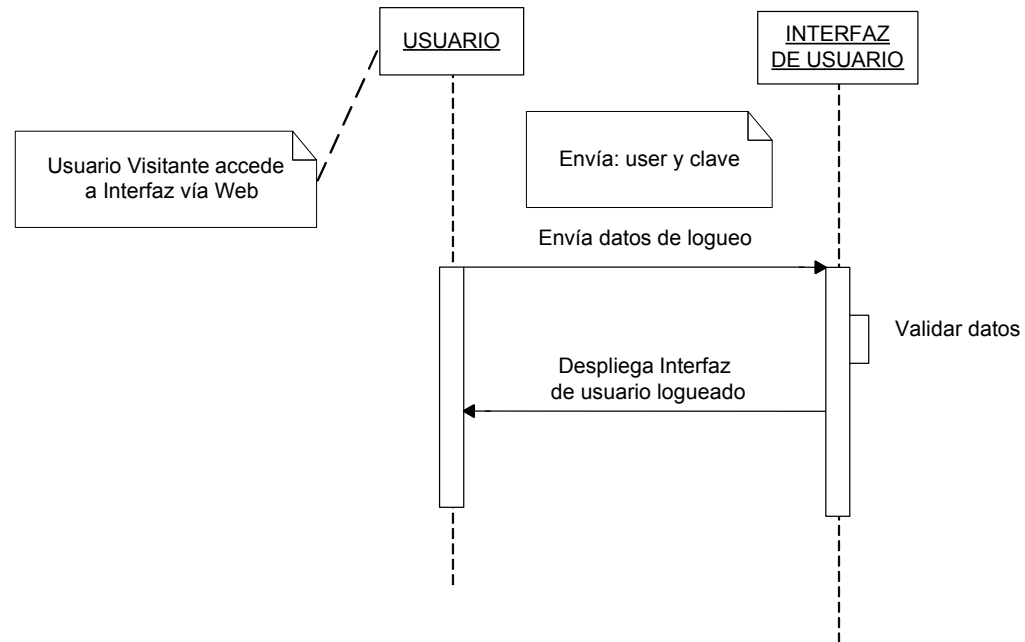 USUARIO
INTERFAZ
DE USUARIO
Usuario Visitante accede
a Interfaz vía Web
Envía: user y clave
Envía datos de logueo
Validar datos
Despliega Interfaz
de usuario logueado